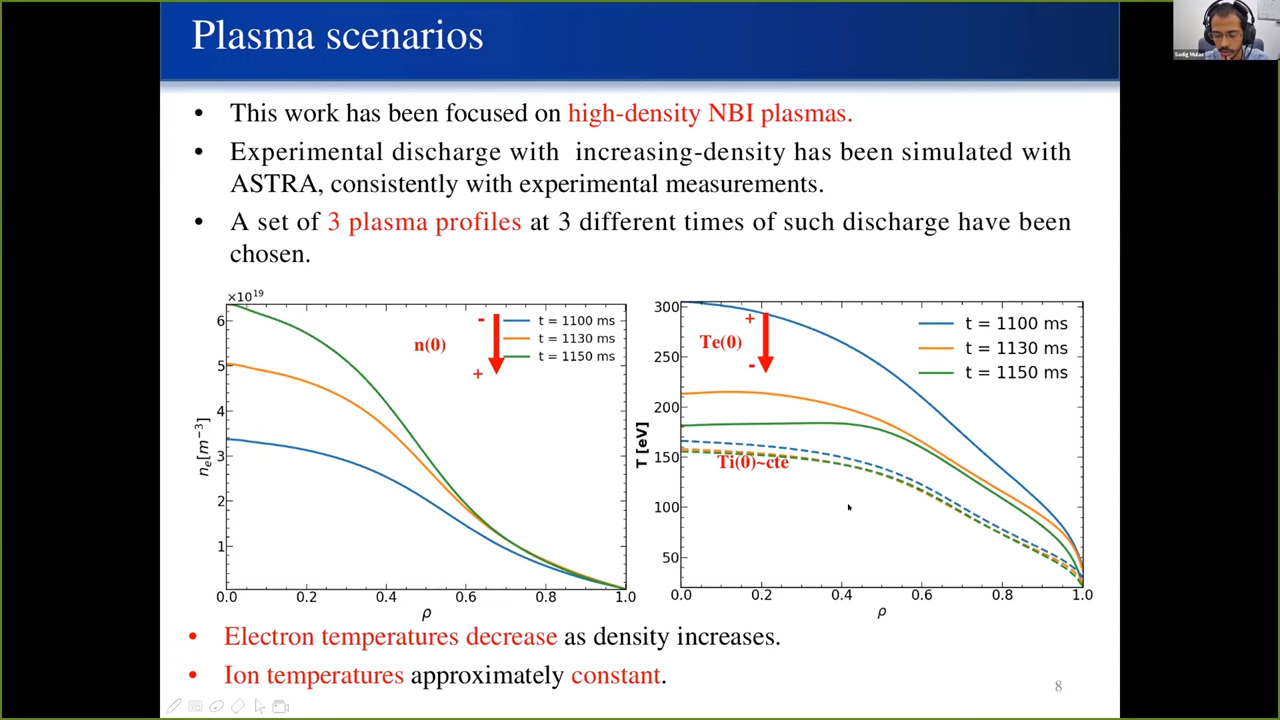 Plasma scenarios
Sadig Mulas
• This work has been focused on high-density NBI plasmas.
• Experimental discharge with increasing-density has been simulated with
ASTRA, consistently with experimental measurements.
• A set of 3 plasma profiles at 3 different times of such discharge have been
chosen.
×10¹⁹
6
5
4
3
2
1
nₑ[m⁻³]
n(0)
-
+
t = 1100 ms
t = 1130 ms
t = 1150 ms
0.0 0.2 0.4 0.6 0.8 1.0
ρ
300
250
200
150
100
50
T [eV]
+
Te(0)
-
Ti(0)~cte
t = 1100 ms
t = 1130 ms
t = 1150 ms
0.0 0.2 0.4 0.6 0.8 1.0
ρ
• Electron temperatures decrease as density increases.
• Ion temperatures approximately constant.
8